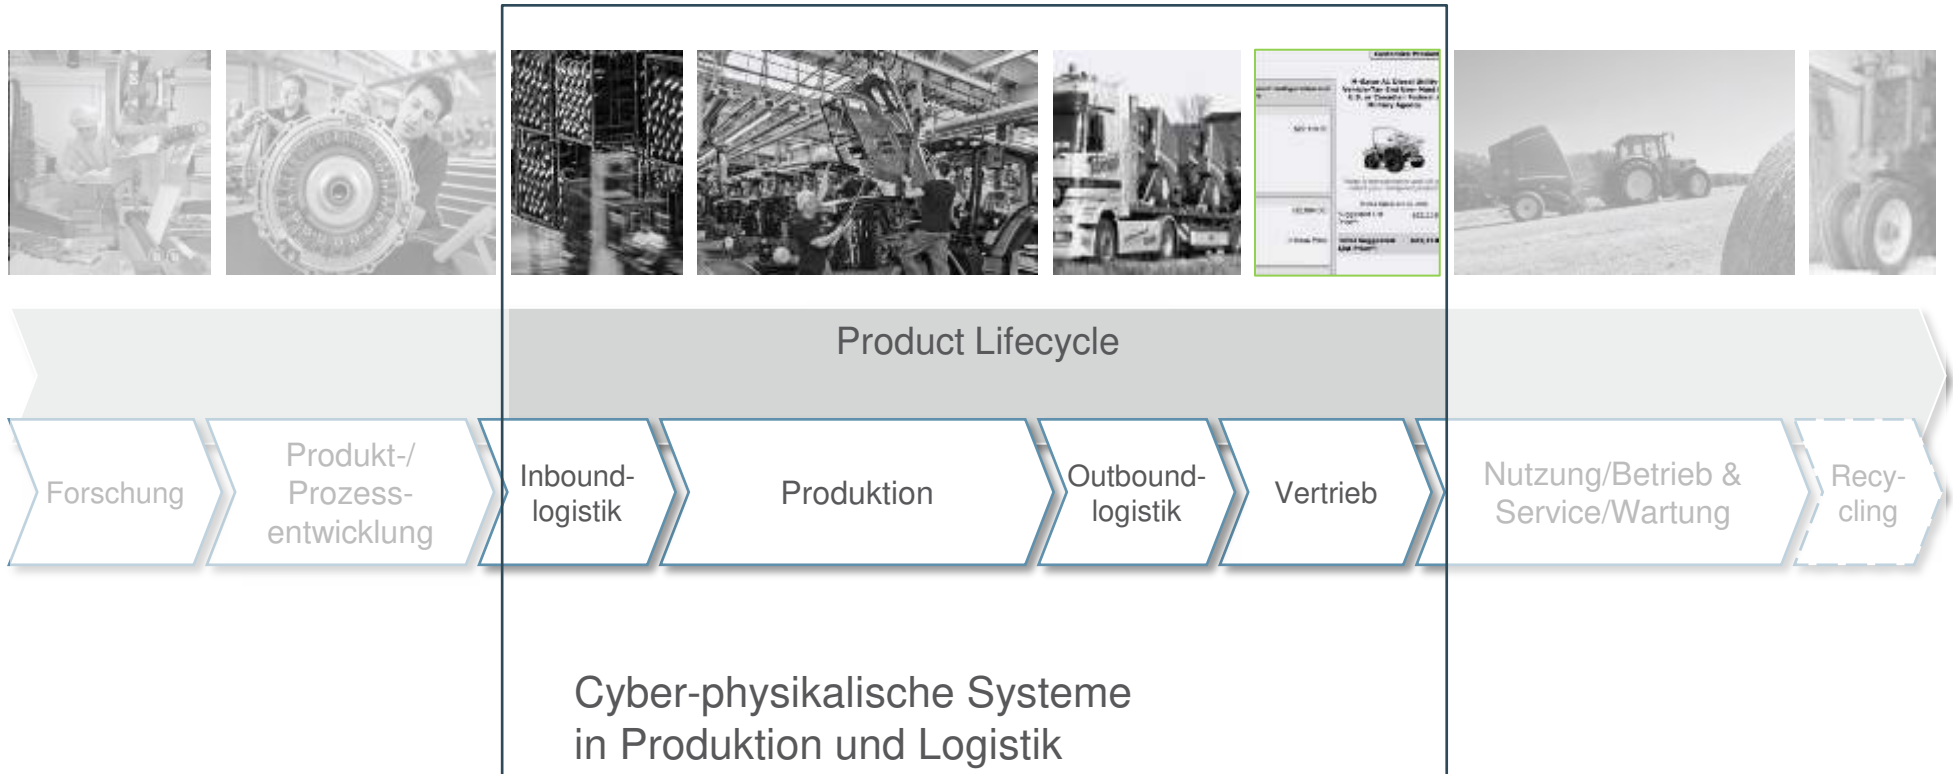 Product Lifecycle
Forschung
Produkt-/
Prozess-
entwicklung
Inbound-
logistik
Produktion
Outbound-
logistik
Vertrieb
Nutzung/Betrieb &
Service/Wartung
Recy-
cling
Cyber-physikalische Systeme
in Produktion und Logistik